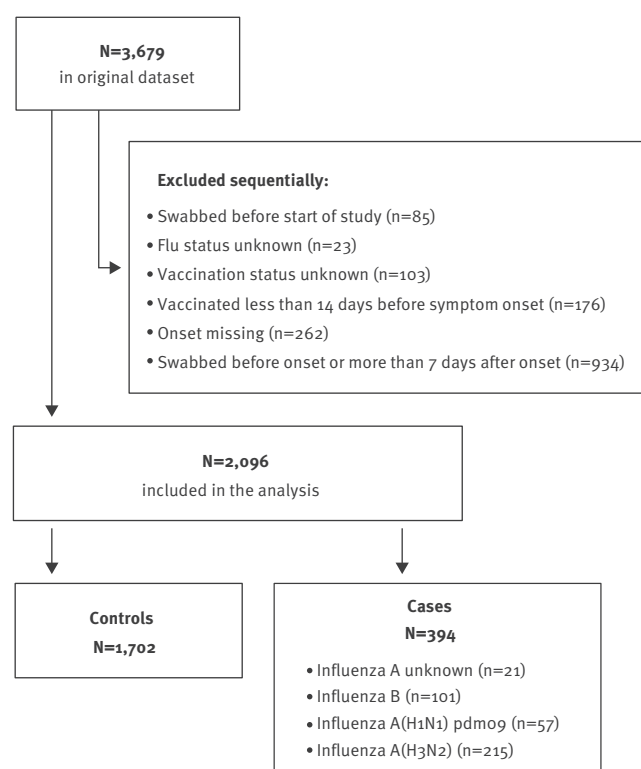 N=3,679
in original dataset
Excluded sequentially:
• Swabbed before start of study (n=85)
• Flu status unknown (n=23)
• Vaccination status unknown (n=103)
• Vaccinated less than 14 days before symptom onset (n=176)
• Onset missing (n=262)
• Swabbed before onset or more than 7 days after onset (n=934)
N=2,096
included in the analysis
Controls
N=1,702
Cases
N=394
• Influenza A unknown (n=21)
• Influenza B (n=101)
• Influenza A(H1N1) pdm09 (n=57)
• Influenza A(H3N2) (n=215)